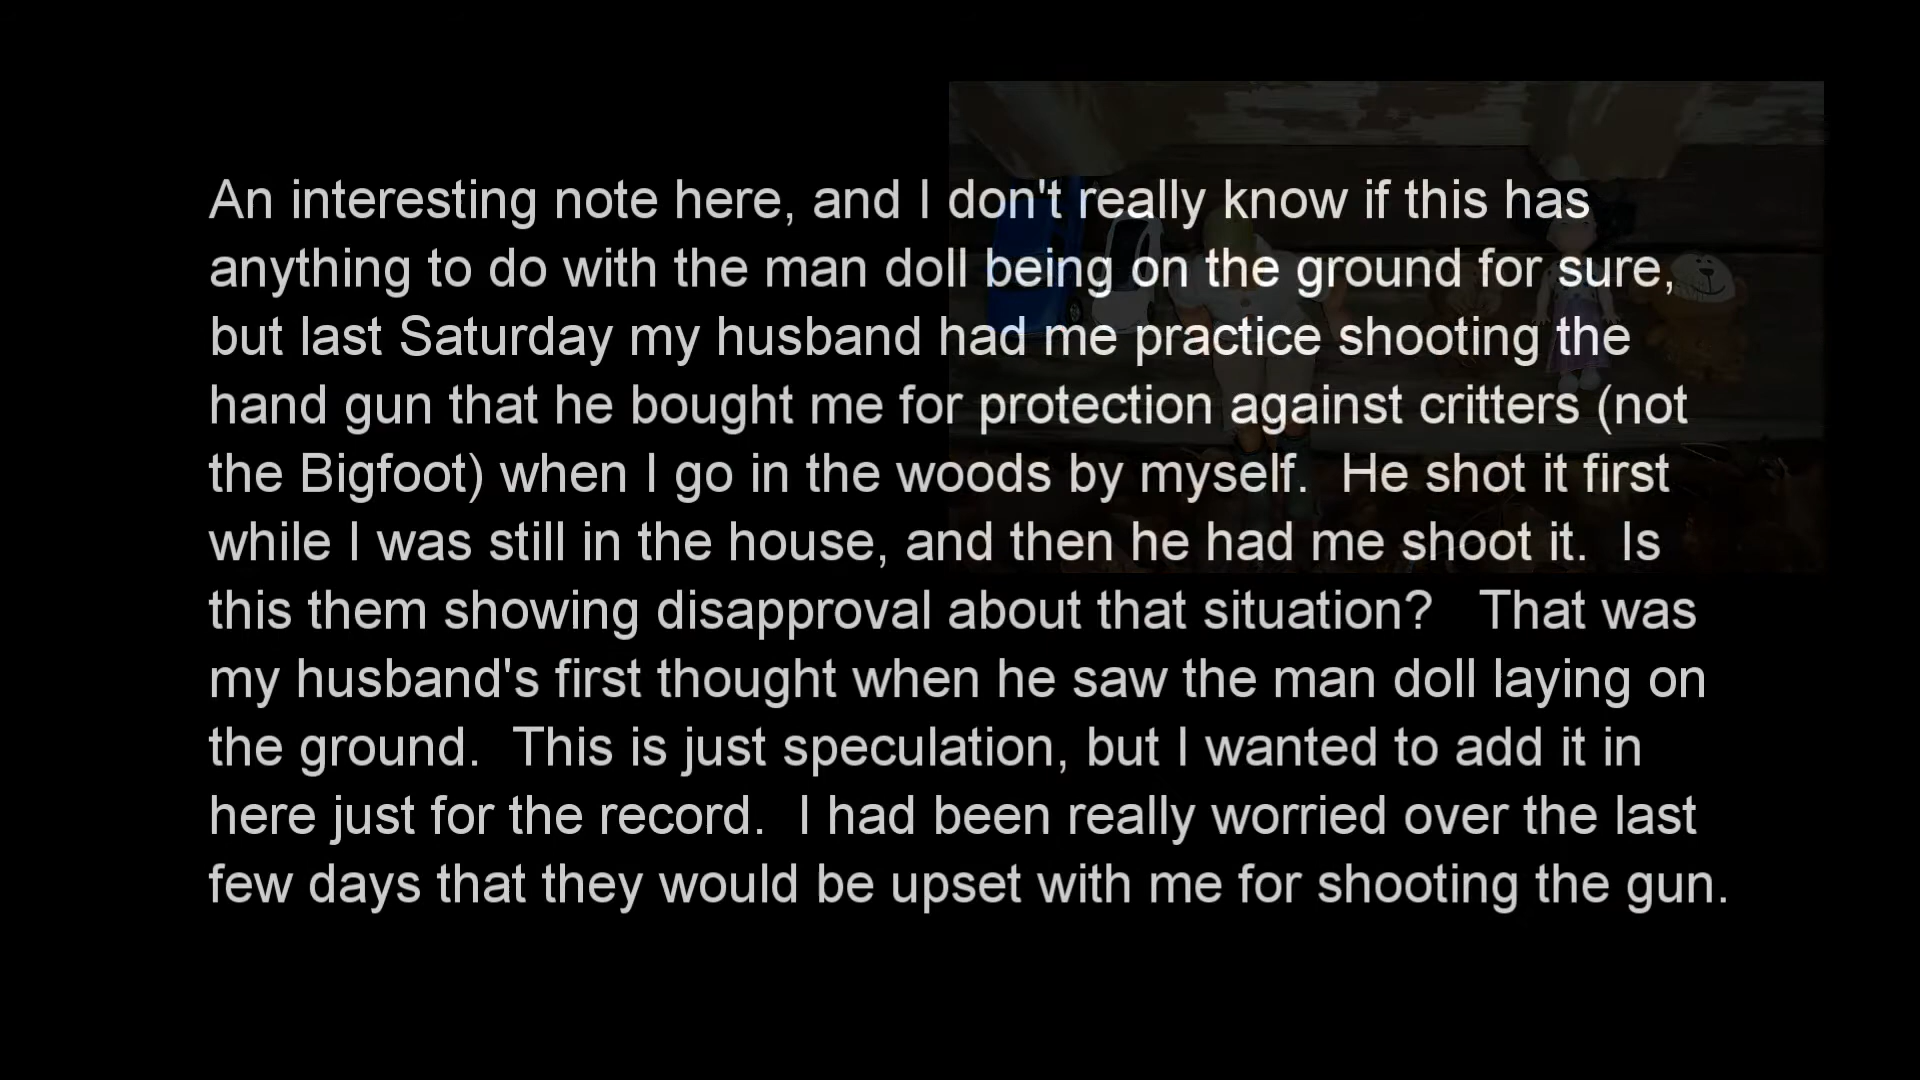 An interesting note here, and I don't really know if this has
anything to do with the man doll being on the ground for sure,
but last Saturday my husband had me practice shooting the
hand gun that he bought me for protection against critters (not
the Bigfoot) when I go in the woods by myself.  He shot it first
while I was still in the house, and then he had me shoot it.  Is
this them showing disapproval about that situation?   That was
my husband's first thought when he saw the man doll laying on
the ground.  This is just speculation, but I wanted to add it in
here just for the record.  I had been really worried over the last
few days that they would be upset with me for shooting the gun.